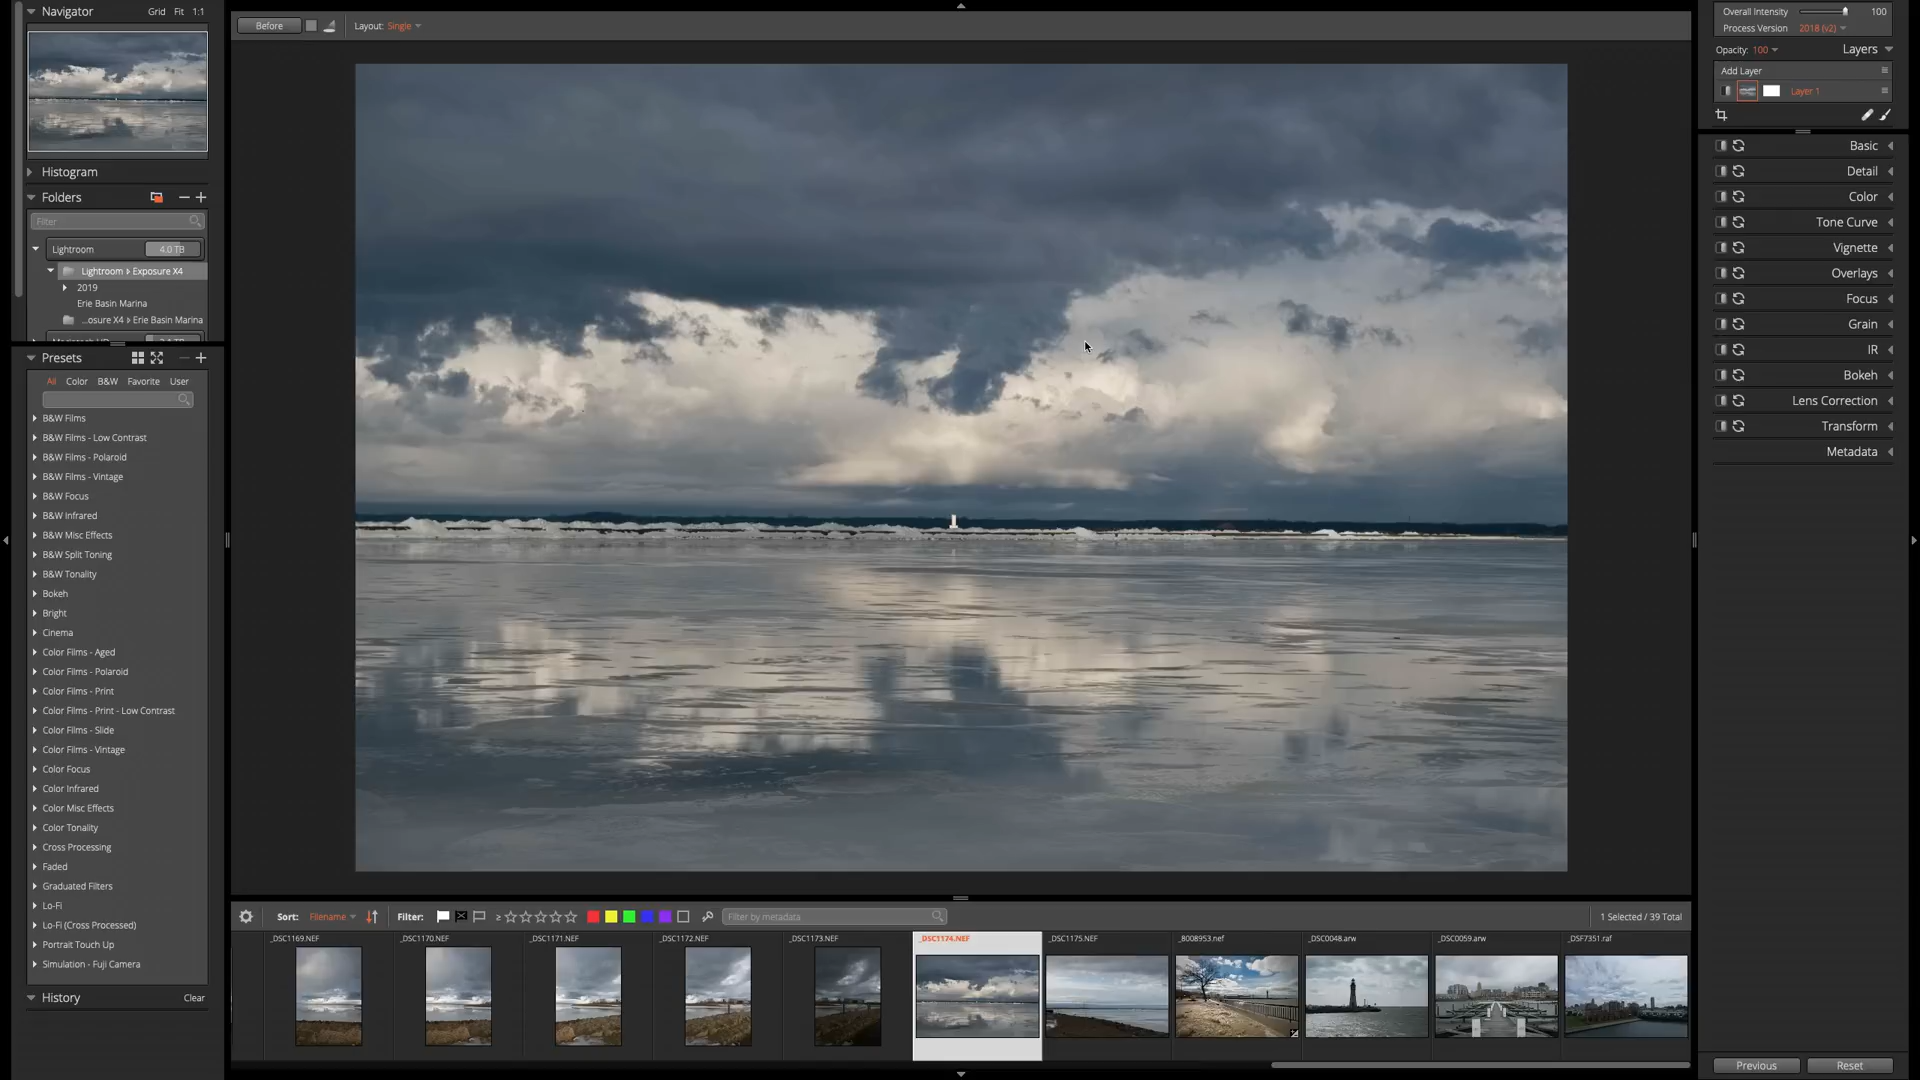 Navigator Grid Fit 1:1
Histogram
Folders
Filter
Lightroom 4.0 TB
Lightroom Exposure X4
2019
Erie Basin Marina
...osure X4 Erie Basin Marina
Presets
All Color B&W Favorite User
B&W Films
B&W Films - Low Contrast
B&W Films - Polaroid
B&W Films - Vintage
B&W Focus
B&W Infrared
B&W Misc Effects
B&W Split Toning
B&W Tonality
Bokeh
Bright
Cinema
Color Films - Aged
Color Films - Polaroid
Color Films - Print
Color Films - Print - Low Contrast
Color Films - Slide
Color Films - Vintage
Color Focus
Color Infrared
Color Misc Effects
Color Tonality
Cross Processing
Faded
Graduated Filters
Lo-Fi
Lo-Fi (Cross Processed)
Portrait Touch Up
Simulation - Fuji Camera
History Clear
Before Layout: Single
Sort: Filename Filter: ≥ Filter by metadata 1 Selected / 39 Total
_DSC1169.NEF _DSC1170.NEF _DSC1171.NEF _DSC1172.NEF _DSC1173.NEF _DSC1174.NEF _DSC1175.NEF _8008953.nef _DSC0048.arw _DSC0059.arw _DSF7351.raf
Overall Intensity 100
Process Version 2018 (v2)
Opacity: 100 Layers
Add Layer
Layer 1
Basic
Detail
Color
Tone Curve
Vignette
Overlays
Focus
Grain
IR
Bokeh
Lens Correction
Transform
Metadata
Previous Reset